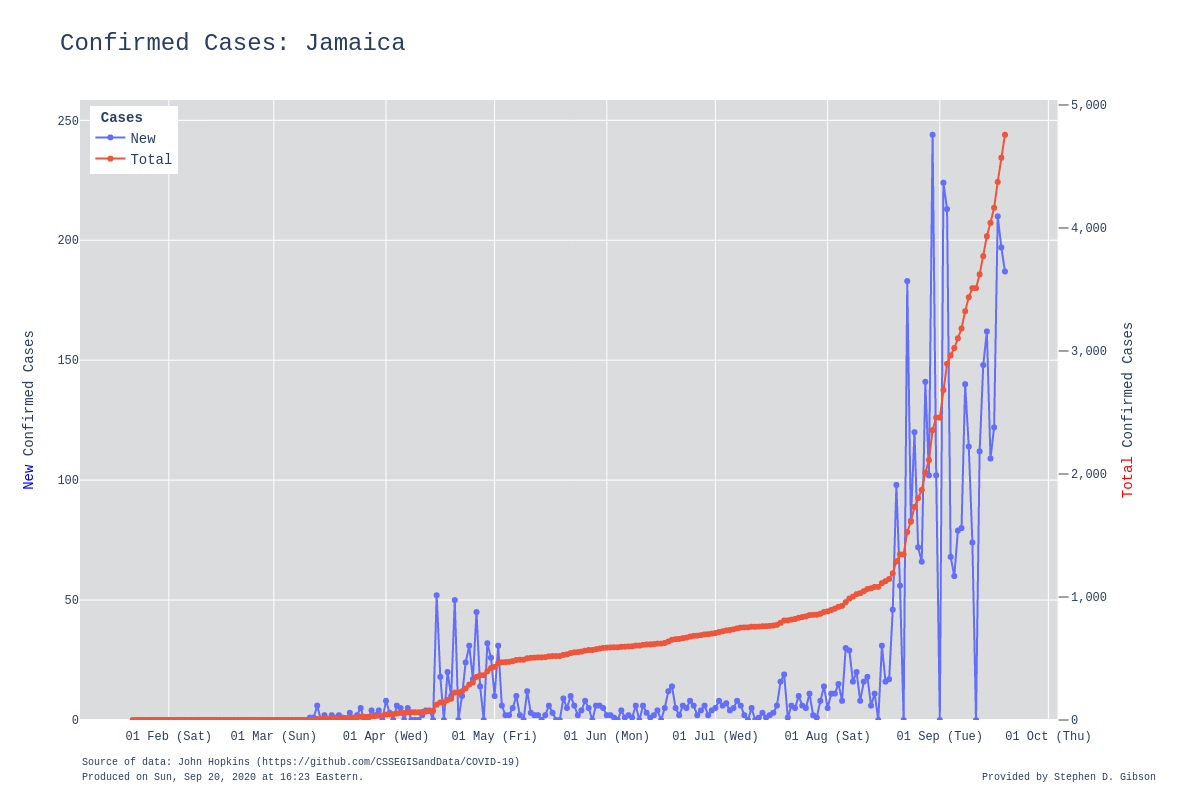 Confirmed Cases: Jamaica
Cases
New
Total
250
200
150
100
50
0
5,000
4,000
3,000
2,000
1,000
0
New Confirmed Cases
Total Confirmed Cases
01 Feb (Sat) 01 Mar (Sun) 01 Apr (Wed) 01 May (Fri) 01 Jun (Mon) 01 Jul (Wed) 01 Aug (Sat) 01 Sep (Tue) 01 Oct (Thu)
Source of data: John Hopkins (https://github.com/CSSEGISandData/COVID-19)
Produced on Sun, Sep 20, 2020 at 16:23 Eastern.
Provided by Stephen D. Gibson